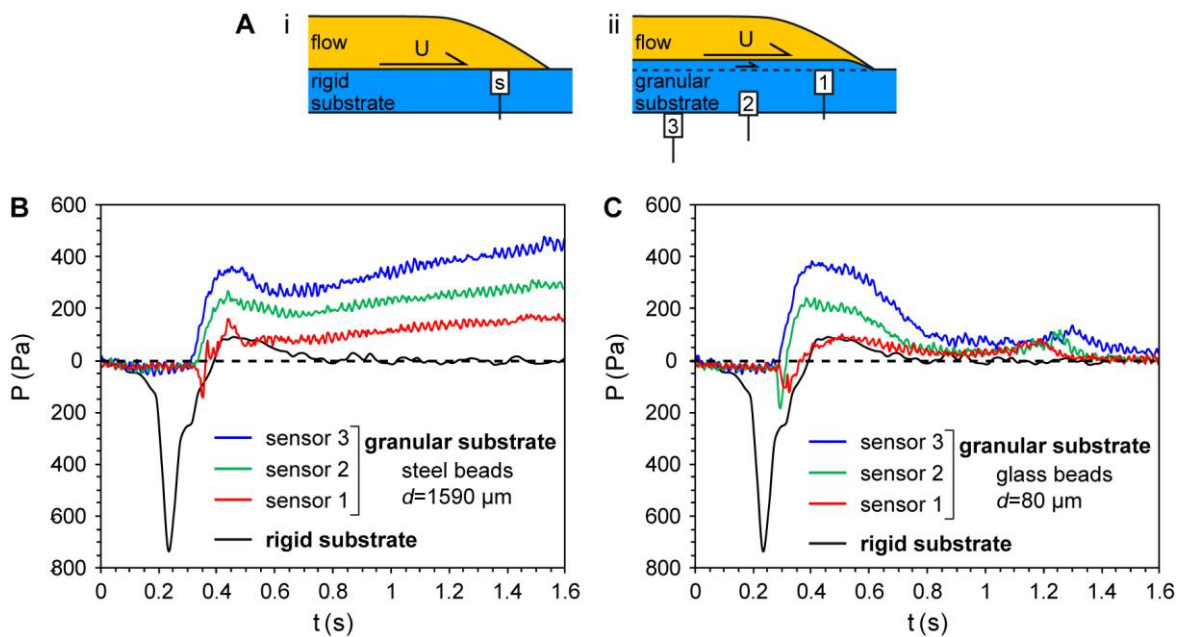 A i ii
flow U
rigid
substrate
s
flow U
granular
substrate
1
2
3
B
600
400
200
0
200
400
600
800
P (Pa)
0 0.2 0.4 0.6 0.8 1 1.2 1.4 1.6
t (s)
sensor 3
sensor 2
sensor 1
granular substrate
steel beads
d=1590 µm
rigid substrate
C
600
400
200
0
200
400
600
800
P (Pa)
0 0.2 0.4 0.6 0.8 1 1.2 1.4 1.6
t (s)
sensor 3
sensor 2
sensor 1
granular substrate
glass beads
d=80 µm
rigid substrate